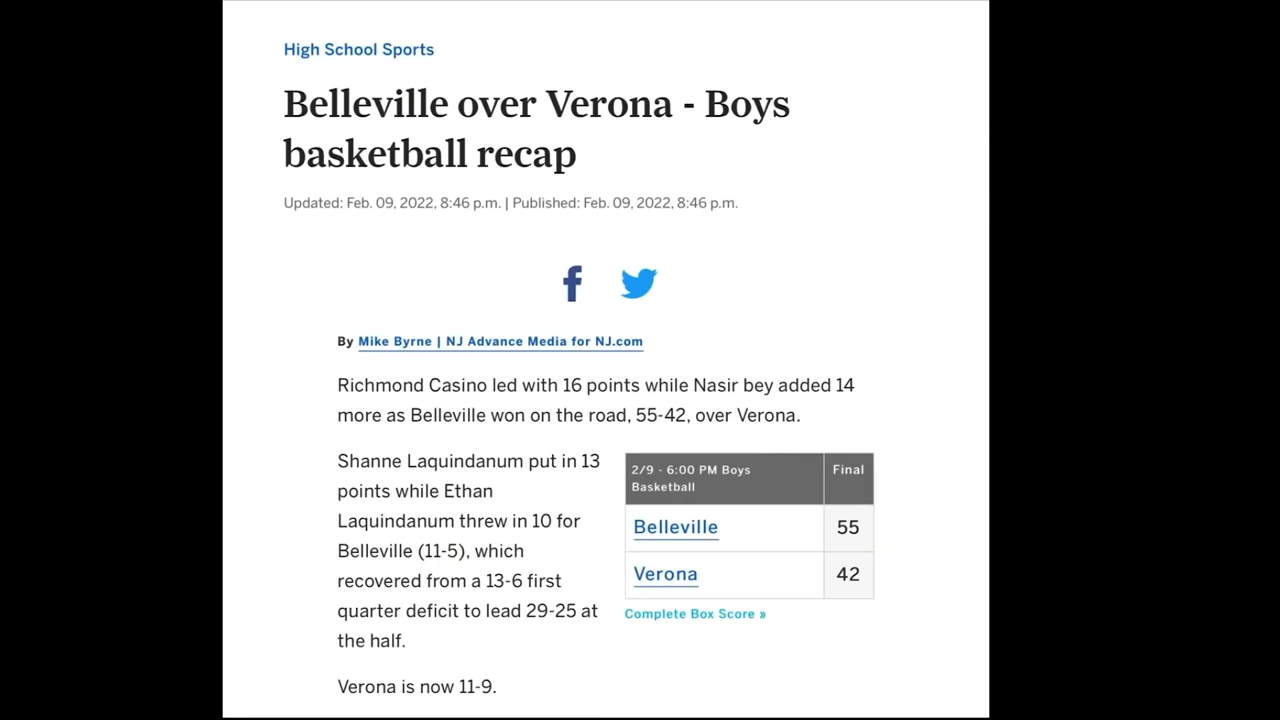 High School Sports
Belleville over Verona - Boys
basketball recap
Updated: Feb. 09, 2022, 8:46 p.m. | Published: Feb. 09, 2022, 8:46 p.m.
By Mike Byrne | NJ Advance Media for NJ.com
Richmond Casino led with 16 points while Nasir bey added 14
more as Belleville won on the road, 55-42, over Verona.
Shanne Laquindanum put in 13
points while Ethan
Laquindanum threw in 10 for
Belleville (11-5), which
recovered from a 13-6 first
quarter deficit to lead 29-25 at
the half.
2/9 - 6:00 PM Boys
Basketball
Final
Belleville 55
Verona 42
Complete Box Score »
Verona is now 11-9.